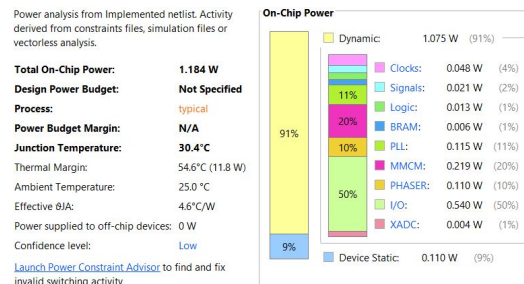 Power analysis from Implemented netlist. Activity
derived from constraints files, simulation files or
vectorless analysis.
Total On-Chip Power: 1.184 W
Design Power Budget: Not Specified
Process: typical
Power Budget Margin: N/A
Junction Temperature: 30.4°C
Thermal Margin: 54.6°C (11.8 W)
Ambient Temperature: 25.0 °C
Effective ϑJA: 4.6°C/W
Power supplied to off-chip devices: 0 W
Confidence level: Low
Launch Power Constraint Advisor to find and fix
invalid switching activity
On-Chip Power
91%
9%
11%
20%
10%
50%
Dynamic: 1.075 W (91%)
Clocks: 0.048 W (4%)
Signals: 0.021 W (2%)
Logic: 0.013 W (1%)
BRAM: 0.006 W (1%)
PLL: 0.115 W (11%)
MMCM: 0.219 W (20%)
PHASER: 0.110 W (10%)
I/O: 0.540 W (50%)
XADC: 0.004 W (1%)
Device Static: 0.110 W (9%)